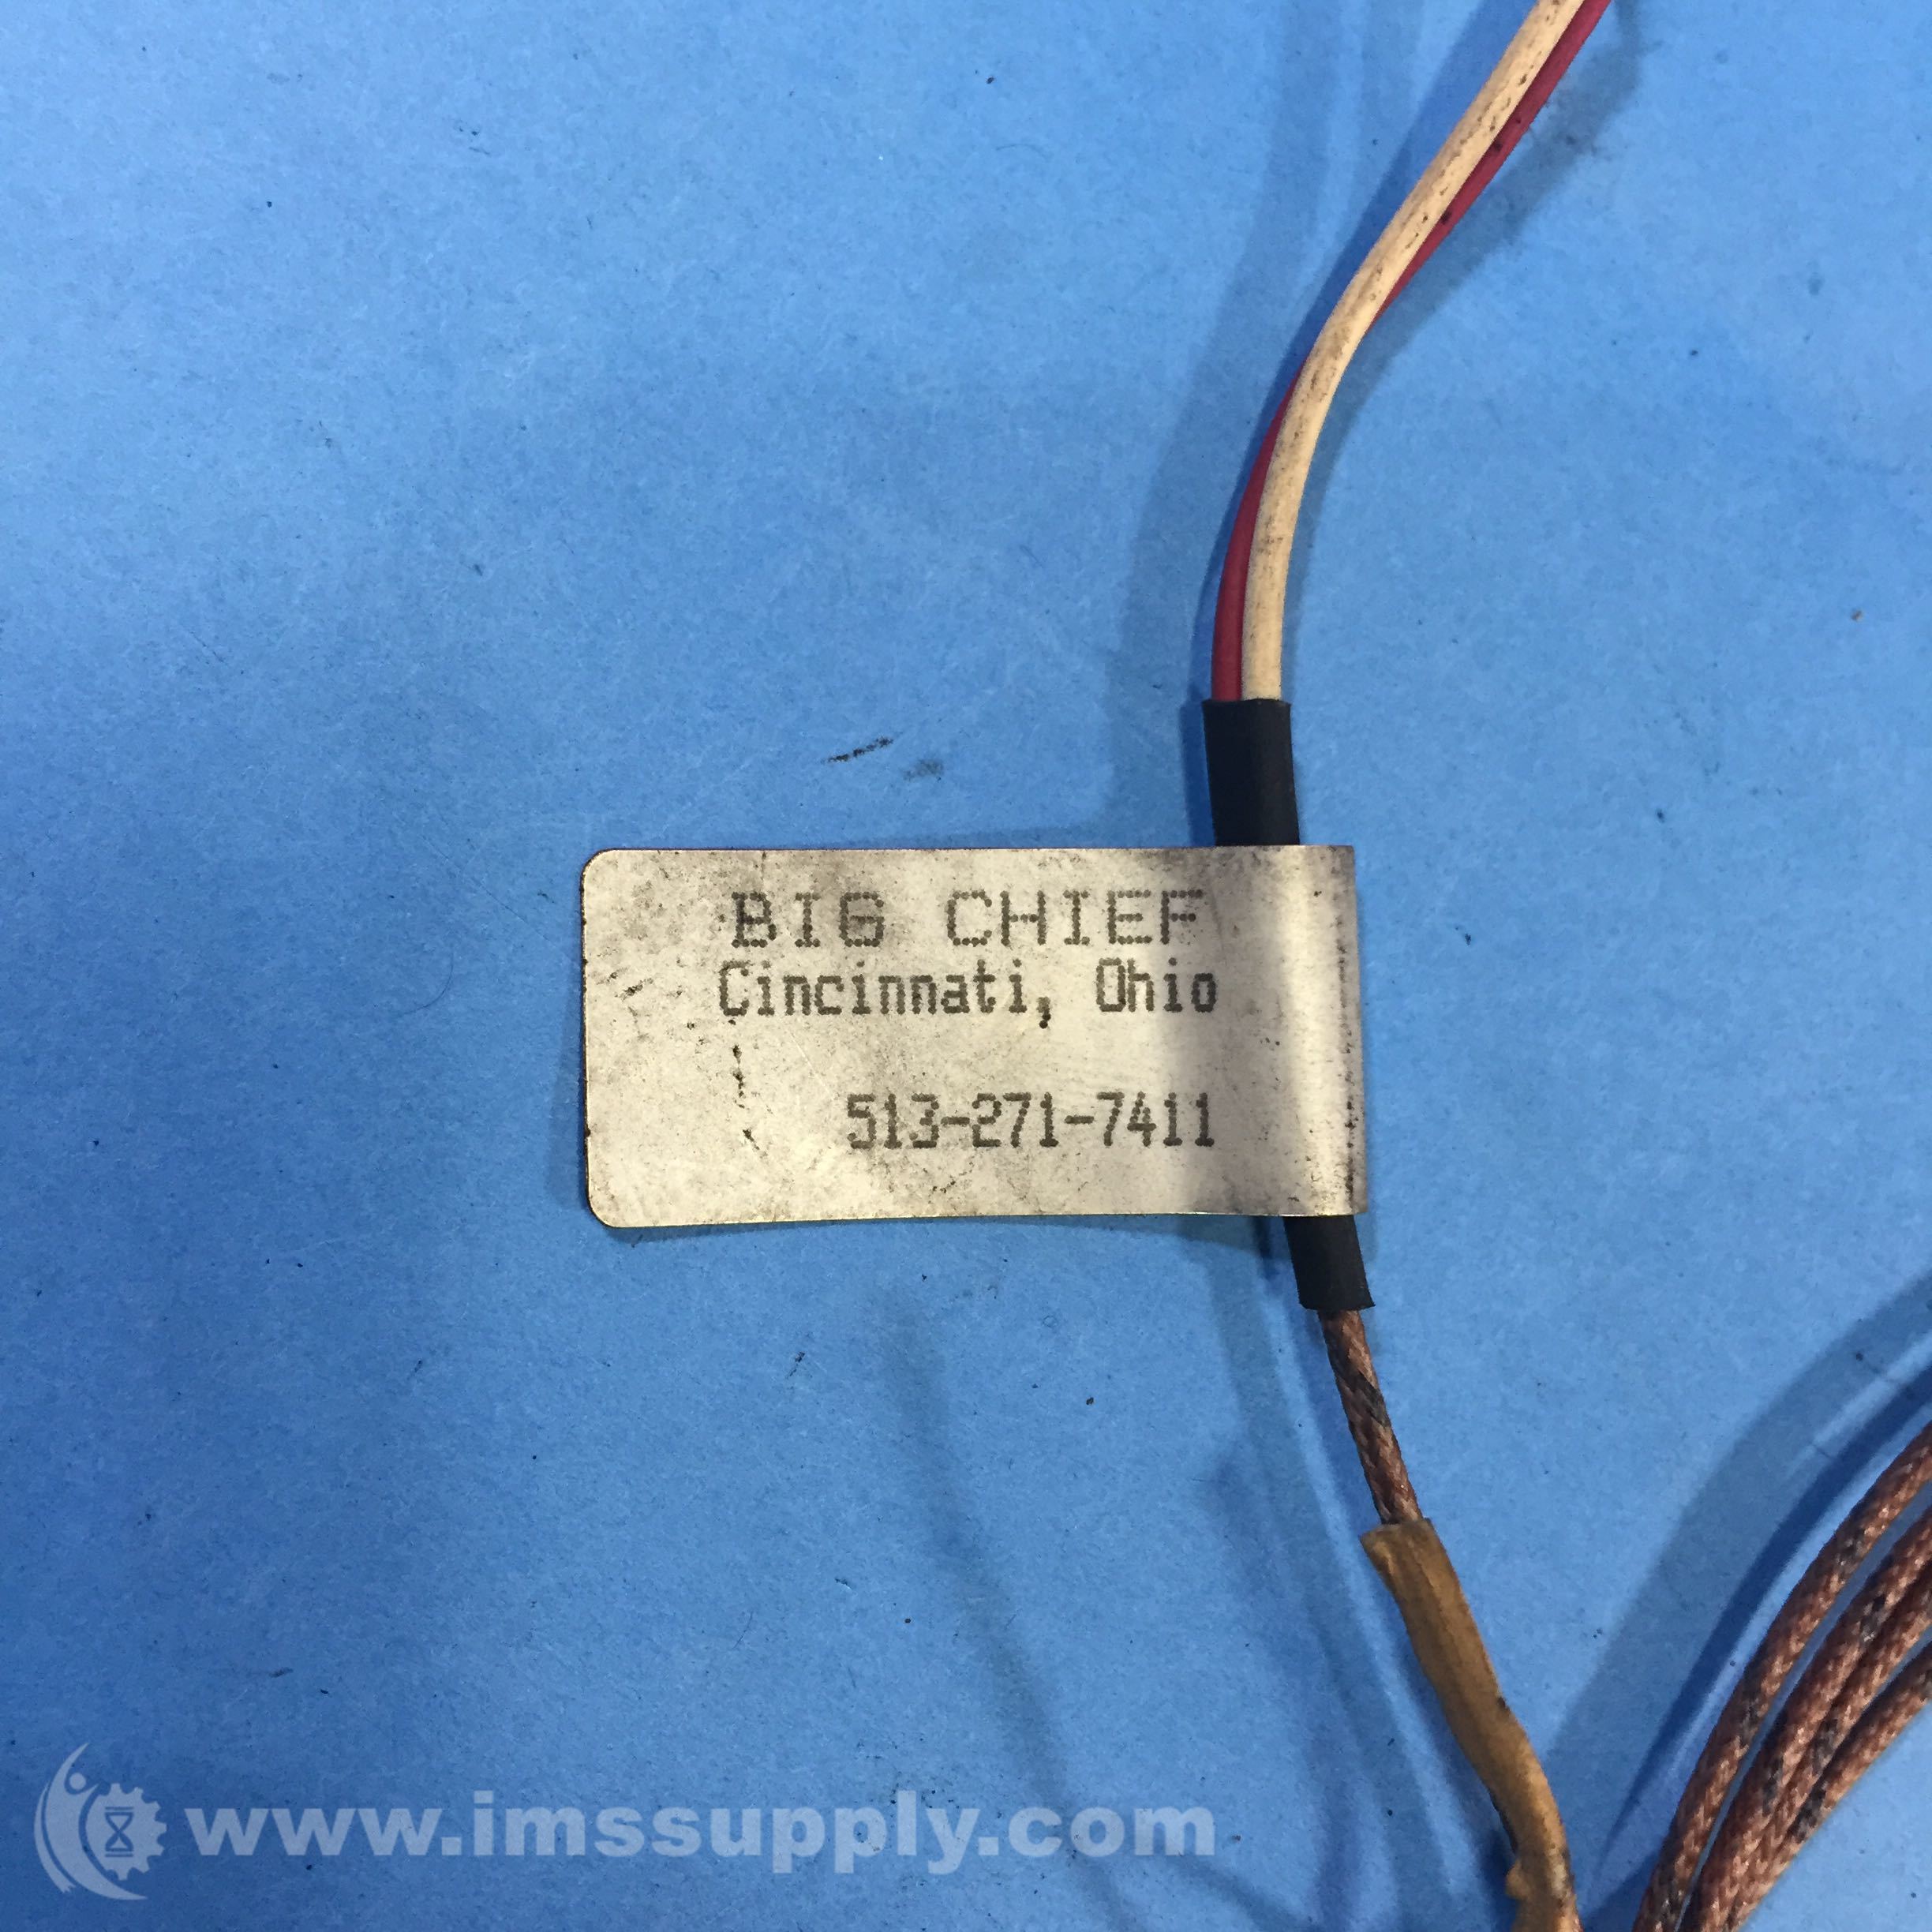 BIG CHIEF
Cincinnati, Ohio
513-271-7411
www.imssupply.com